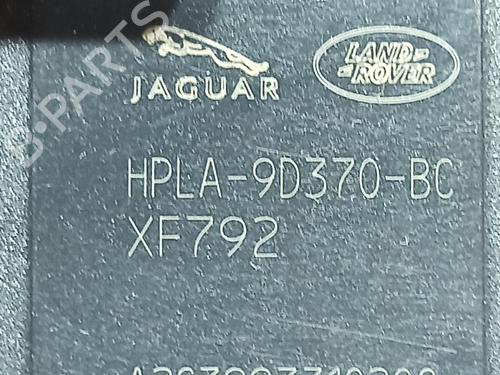 JAGUAR
LAND
ROVER
HPLA-9D370-BC
XF792
B-PARTS